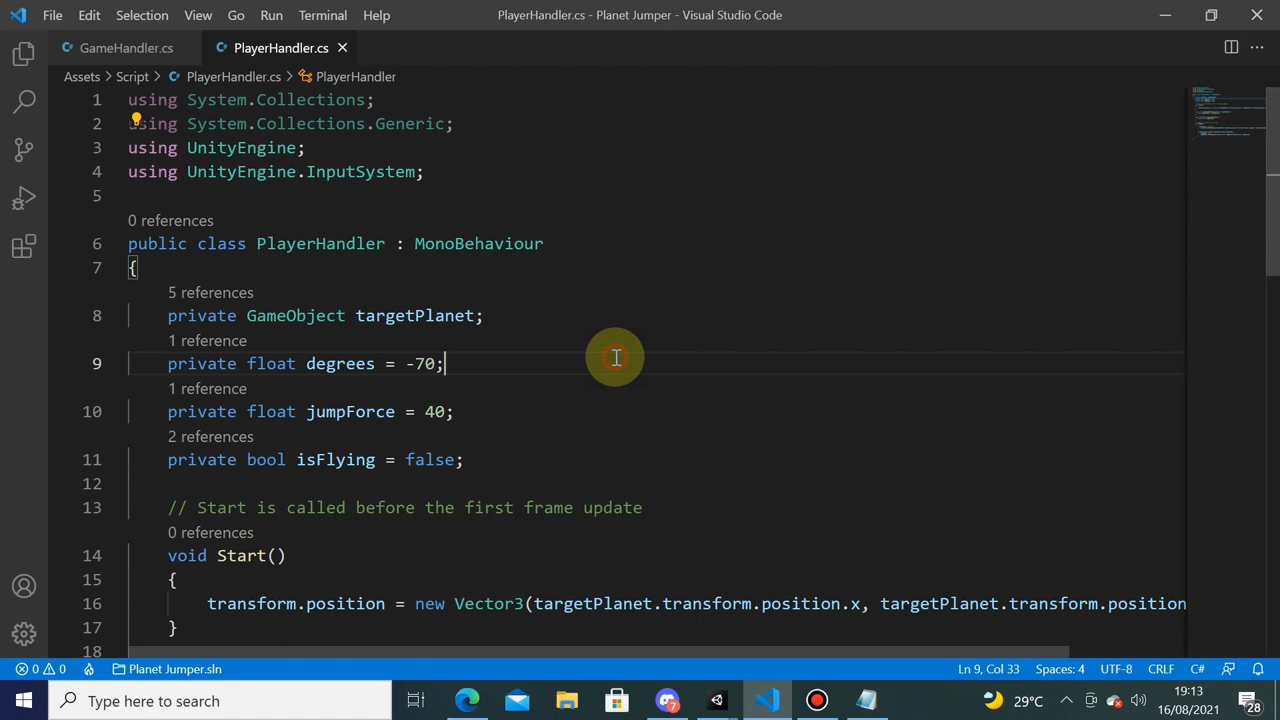 File Edit Selection View Go Run Terminal Help PlayerHandler.cs - Planet Jumper - Visual Studio Code
GameHandler.cs PlayerHandler.cs
Assets > Script > PlayerHandler.cs > PlayerHandler
1 using System.Collections;
2 using System.Collections.Generic;
3 using UnityEngine;
4 using UnityEngine.InputSystem;
5
0 references
6 public class PlayerHandler : MonoBehaviour
7 {
5 references
8 private GameObject targetPlanet;
1 reference
9 private float degrees = -70;
1 reference
10 private float jumpForce = 40;
2 references
11 private bool isFlying = false;
12
13 // Start is called before the first frame update
0 references
14 void Start()
15 {
16 transform.position = new Vector3(targetPlanet.transform.position.x, targetPlanet.transform.position
17 }
18
0 0 Planet Jumper.sln Ln 9, Col 33 Spaces: 4 UTF-8 CRLF C#
Type here to search 7 29°C 19:13
16/08/2021 28